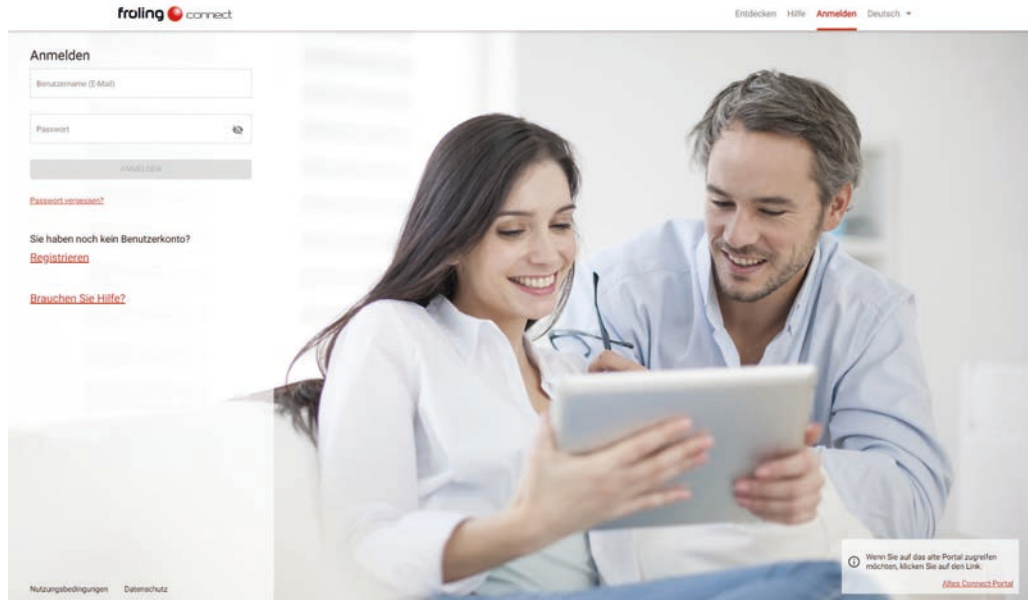 froling connect
Entdecken Hilfe Anmelden Deutsch
Anmelden
Benutzername (E-Mail)
Passwort
ANMELDEN
Passwort vergessen?
Sie haben noch kein Benutzerkonto?
Registrieren
Brauchen Sie Hilfe?
Wenn Sie auf das alte Portal zugreifen
möchten, klicken Sie auf den Link:
Altes Connect-Portal
Nutzungsbedingungen Datenschutz